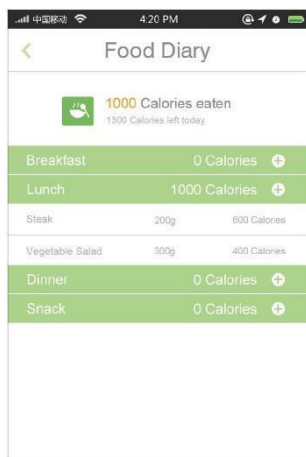 中国移动 4:20 PM
Food Diary
1000 Calories eaten
1300 Calories left today
Breakfast 0 Calories
Lunch 1000 Calories
Steak 200g 600 Calories
Vegetable Salad 300g 400 Calories
Dinner 0 Calories
Snack 0 Calories